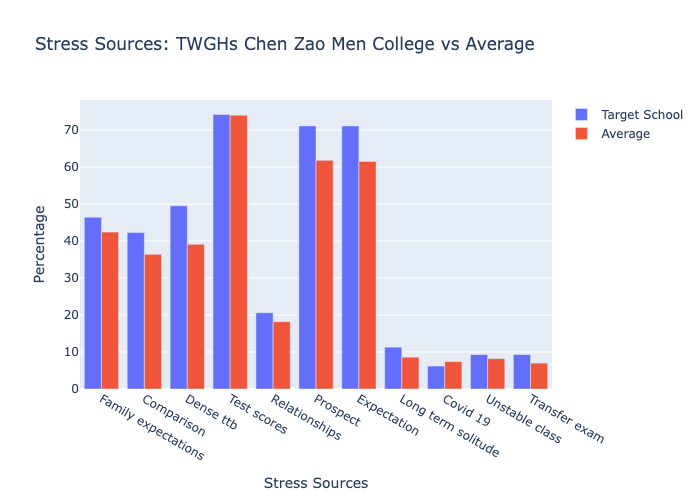 Stress Sources: TWGHs Chen Zao Men College vs Average
Target School
Average
Percentage
70
60
50
40
30
20
10
0
Family expectations
Comparison
Dense ttb
Test scores
Relationships
Prospect
Expectation
Long term solitude
Covid 19
Unstable class
Transfer exam
Stress Sources